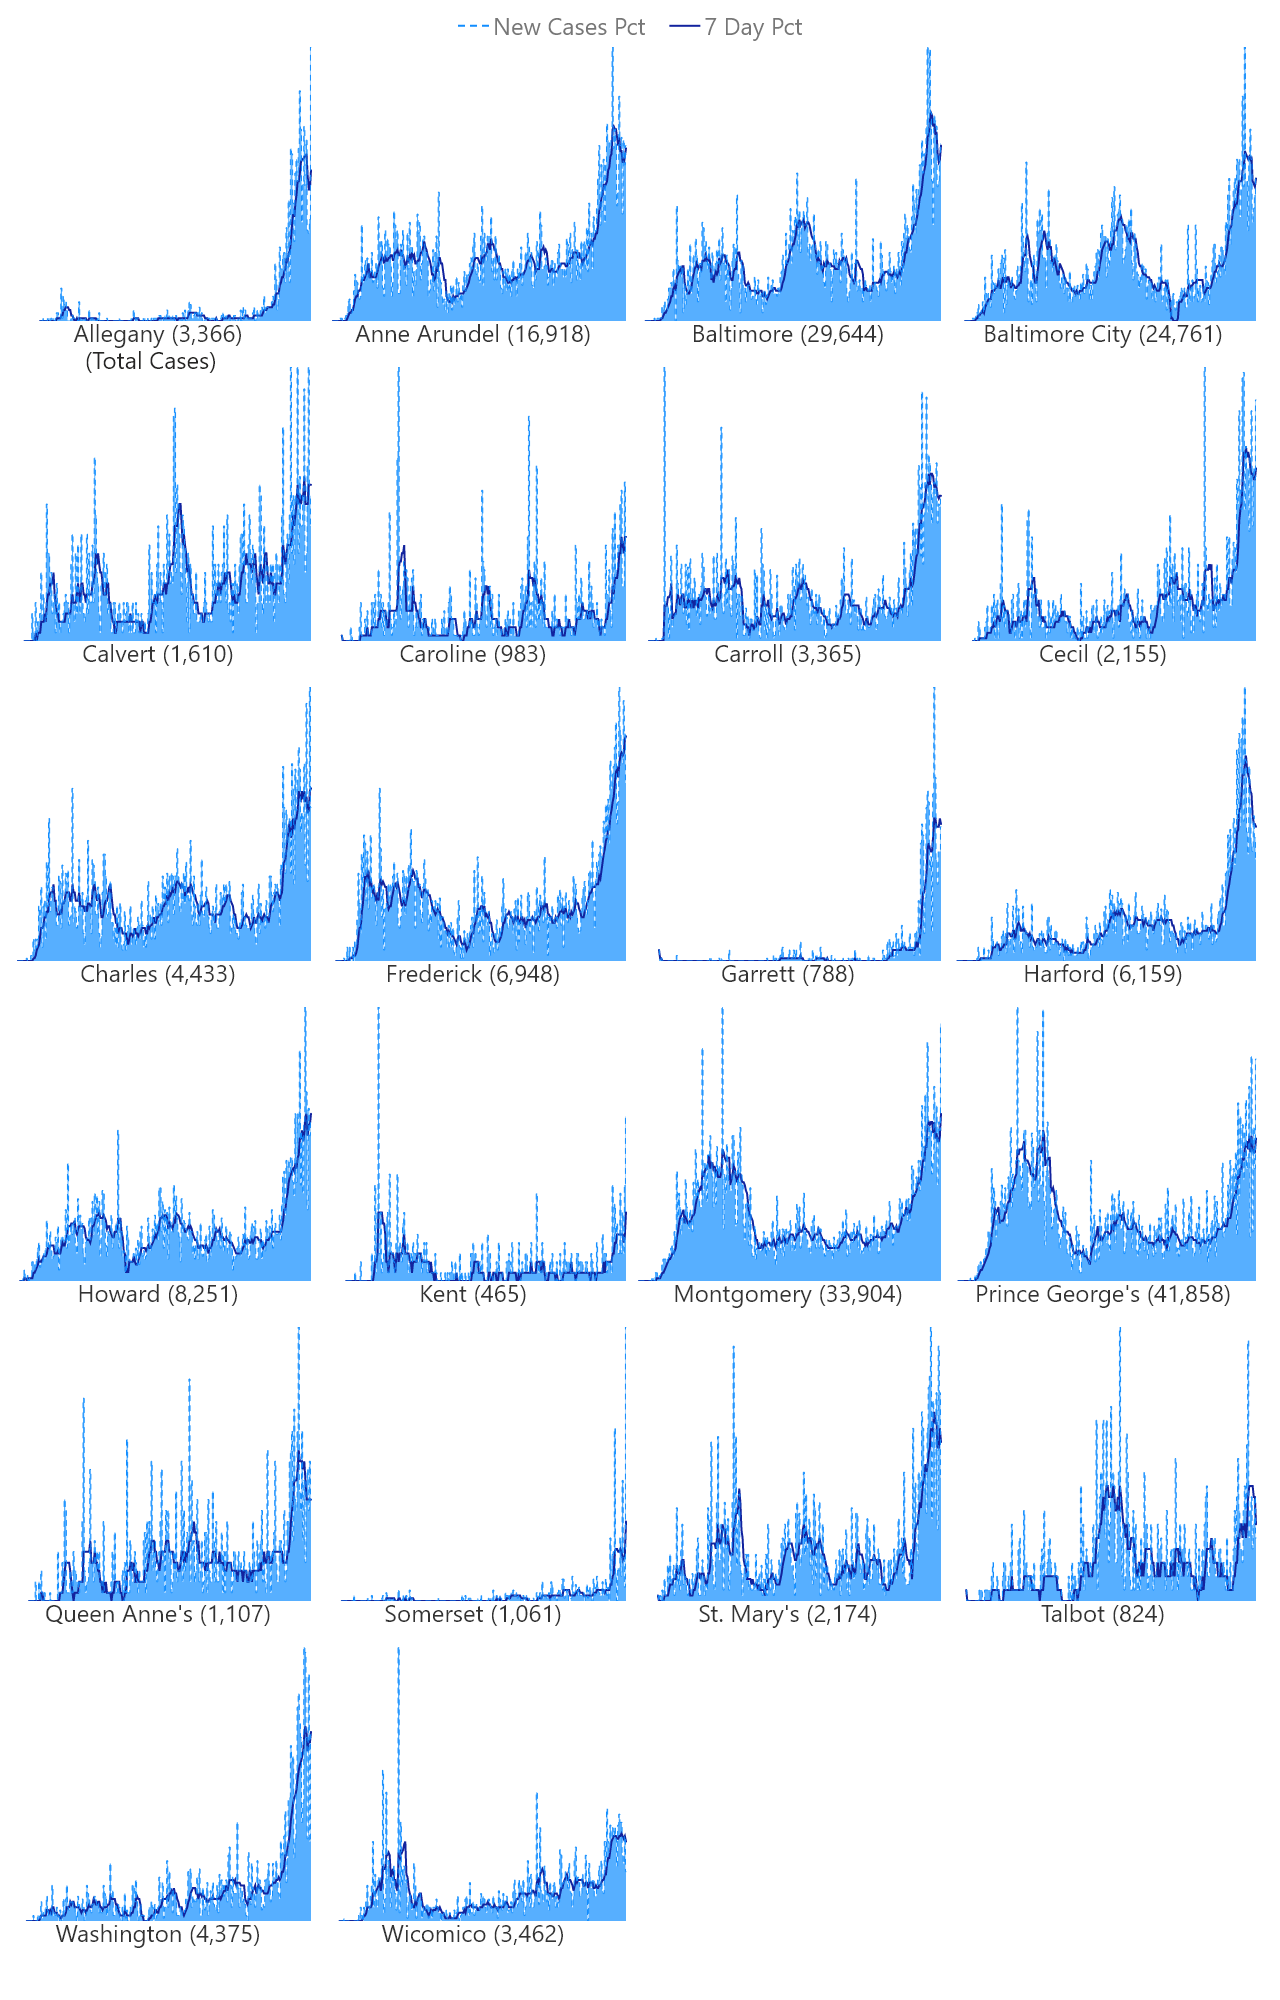 New Cases Pct 7 Day Pct
Allegany (3,366) Anne Arundel (16,918) Baltimore (29,644) Baltimore City (24,761)
(Total Cases)
Calvert (1,610) Caroline (983) Carroll (3,365) Cecil (2,155)
Charles (4,433) Frederick (6,948) Garrett (788) Harford (6,159)
Howard (8,251) Kent (465) Montgomery (33,904) Prince George's (41,858)
Queen Anne's (1,107) Somerset (1,061) St. Mary's (2,174) Talbot (824)
Washington (4,375) Wicomico (3,462)